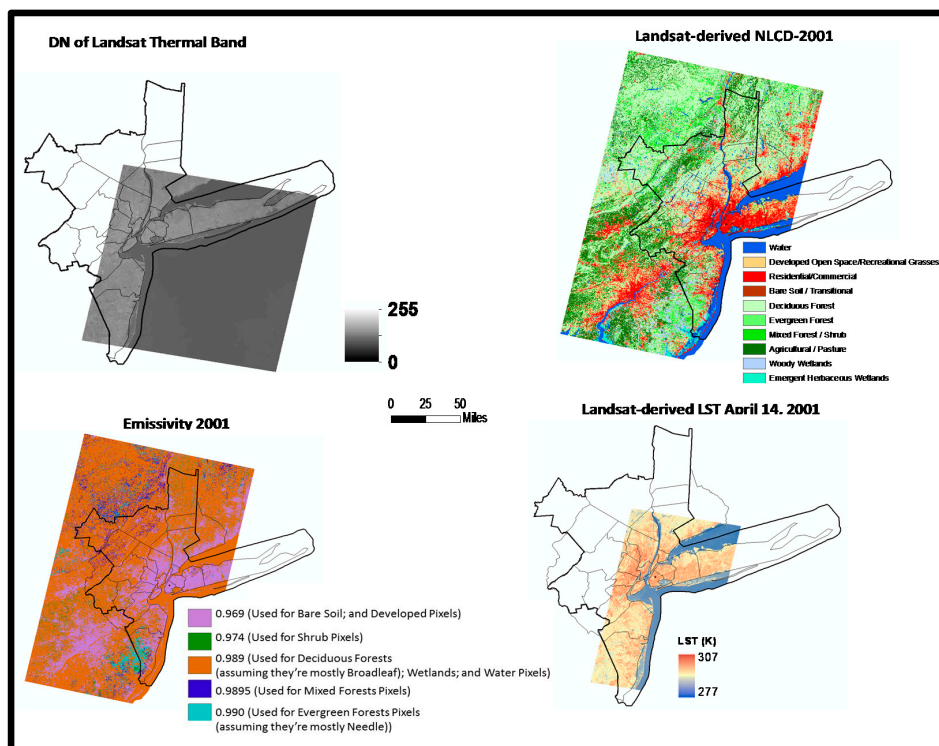 DN of Landsat Thermal Band
255
0
Landsat-derived NLCD-2001
Water
Developed Open Space/Recreational Grasses
Residential/Commercial
Bare Soil / Transitional
Deciduous Forest
Evergreen Forest
Mixed Forest / Shrub
Agricultural / Pasture
Woody Wetlands
Emergent Herbaceous Wetlands
0 25 50
Miles
Emissivity 2001
0.969 (Used for Bare Soil; and Developed Pixels)
0.974 (Used for Shrub Pixels)
0.989 (Used for Deciduous Forests
(assuming they're mostly Broadleaf); Wetlands; and Water Pixels)
0.9895 (Used for Mixed Forests Pixels)
0.990 (Used for Evergreen Forests Pixels
(assuming they're mostly Needle))
Landsat-derived LST April 14, 2001
LST (K)
307
277